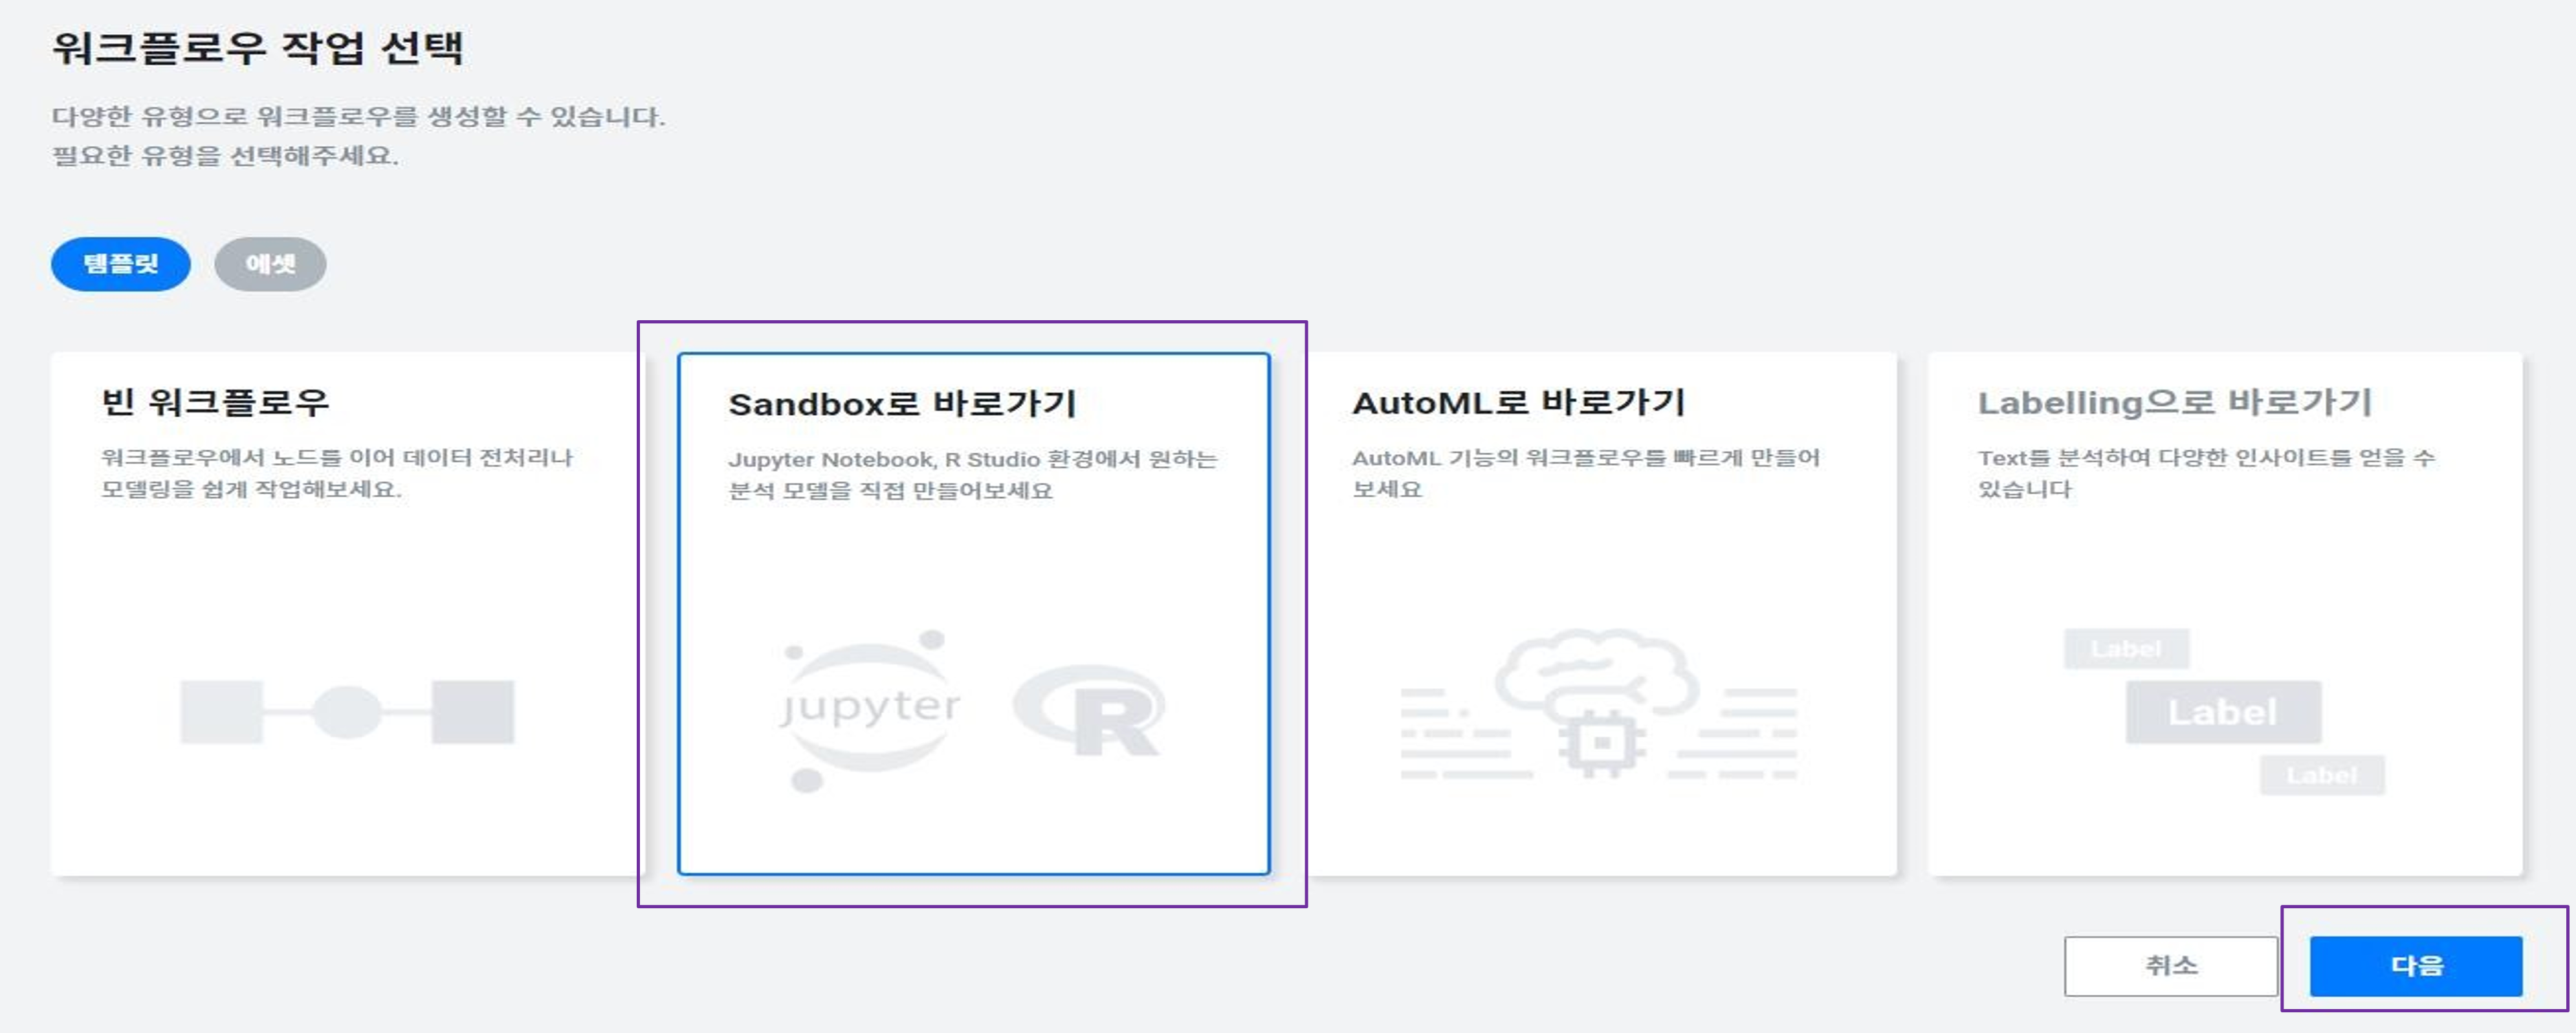 워크플로우 작업 선택
다양한 유형으로 워크플로우를 생성할 수 있습니다.
필요한 유형을 선택해주세요.
템플릿
에셋
빈 워크플로우
워크플로우에서 노드를 이어 데이터 전처리나
모델링을 쉽게 작업해보세요.
Sandbox로 바로가기
Jupyter Notebook, R Studio 환경에서 원하는
분석 모델을 직접 만들어보세요
jupyter
R
AutoML로 바로가기
AutoML 기능의 워크플로우를 빠르게 만들어
보세요
Labelling으로 바로가기
Text를 분석하여 다양한 인사이트를 얻을 수
있습니다
Label
Label
Label
취소
다음